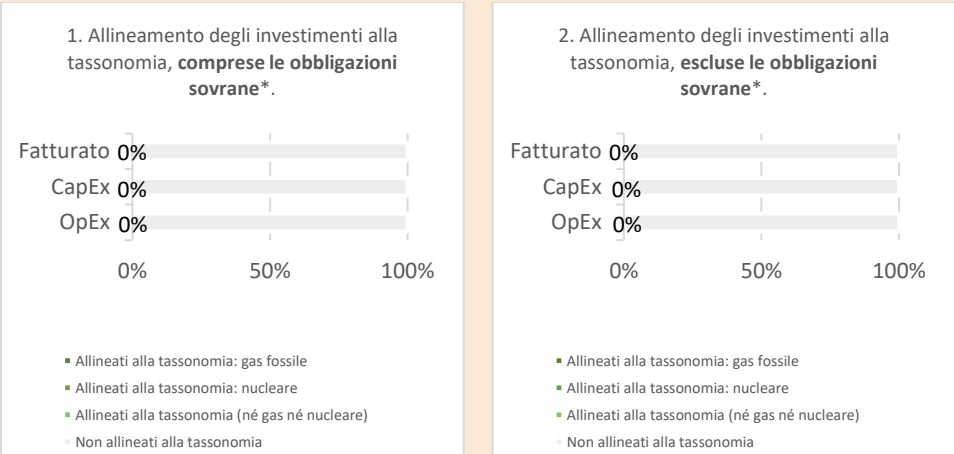 1. Allineamento degli investimenti alla
tassonomia, comprese le obbligazioni
sovrane*.
Fatturato 0%
CapEx 0%
OpEx 0%
0% 50% 100%
Allineati alla tassonomia: gas fossile
Allineati alla tassonomia: nucleare
Allineati alla tassonomia (né gas né nucleare)
Non allineati alla tassonomia
2. Allineamento degli investimenti alla
tassonomia, escluse le obbligazioni
sovrane*.
Fatturato 0%
CapEx 0%
OpEx 0%
0% 50% 100%
Allineati alla tassonomia: gas fossile
Allineati alla tassonomia: nucleare
Allineati alla tassonomia (né gas né nucleare)
Non allineati alla tassonomia